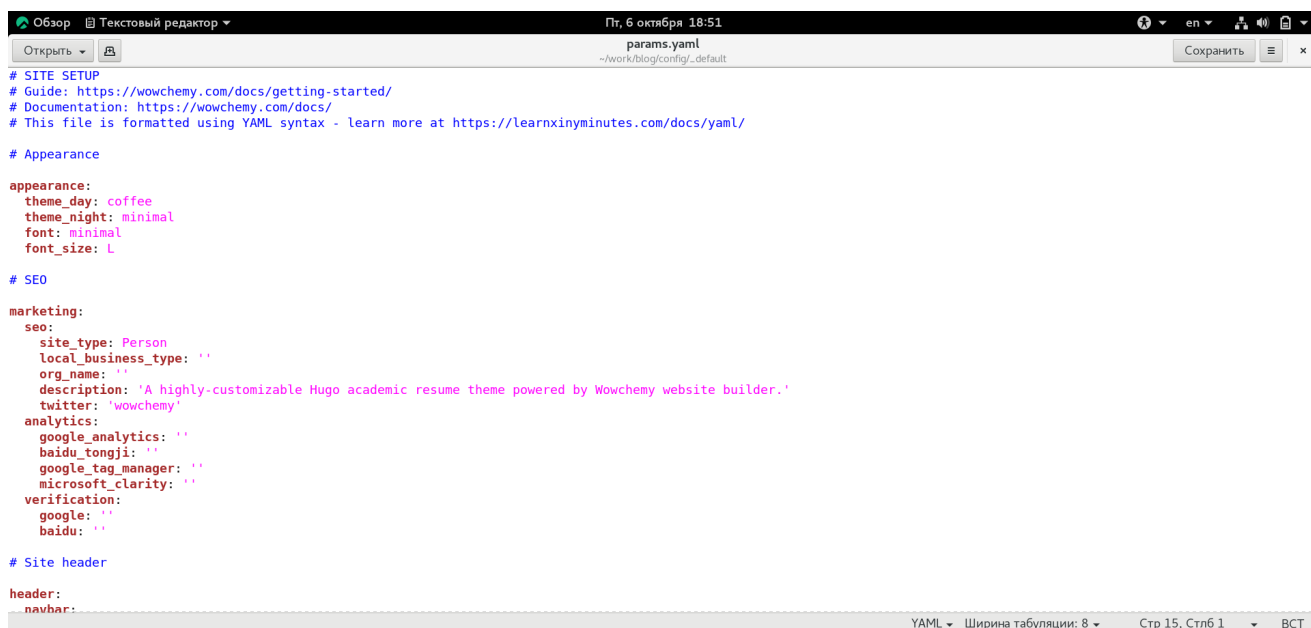 Обзор Текстовый редактор Пт, 6 октября 18:51 en
Открыть params.yaml Сохранить
~/work/blog/config/_default
# SITE SETUP
# Guide: https://wowchemy.com/docs/getting-started/
# Documentation: https://wowchemy.com/docs/
# This file is formatted using YAML syntax - learn more at https://learnxinyminutes.com/docs/yaml/
# Appearance
appearance:
  theme_day: coffee
  theme_night: minimal
  font: minimal
  font_size: L
# SEO
marketing:
  seo:
    site_type: Person
    local_business_type: ''
    org_name: ''
    description: 'A highly-customizable Hugo academic resume theme powered by Wowchemy website builder.'
    twitter: 'wowchemy'
  analytics:
    google_analytics: ''
    baidu_tongji: ''
    google_tag_manager: ''
    microsoft_clarity: ''
  verification:
    google: ''
    baidu: ''
# Site header
header:
  navbar:
YAML Ширина табуляции: 8 Стр 15, Стлб 1 ВСТ